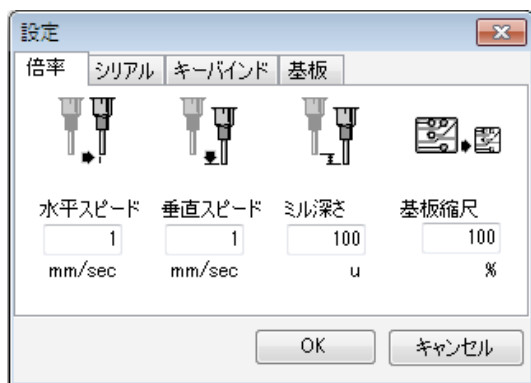 設定
倍率 シリアル キーバインド 基板
水平スピード 垂直スピード ミル深さ 基板縮尺
1 1 100 100
mm/sec mm/sec u %
OK キャンセル